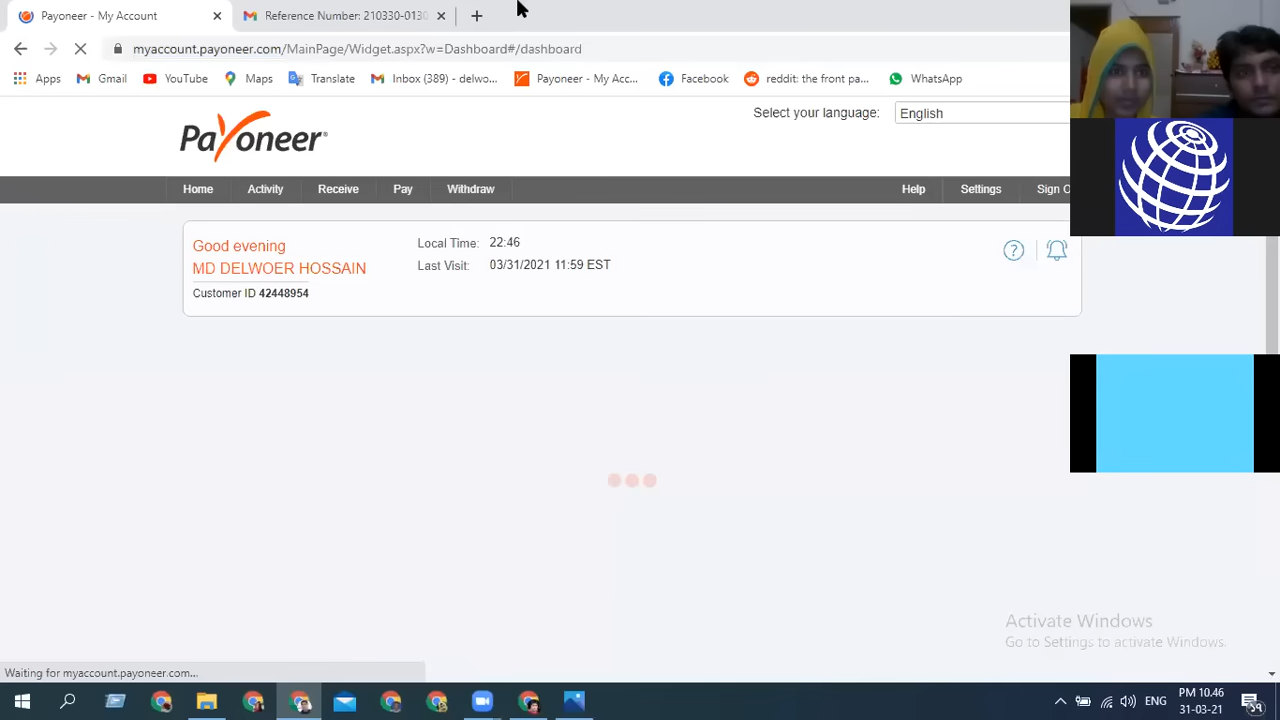 Payoneer - My Account
Reference Number: 210330-0130
myaccount.payoneer.com/MainPage/Widget.aspx?w=Dashboard#/dashboard
Apps
Gmail
YouTube
Maps
Translate
Inbox (389) - delwo...
Payoneer - My Acc...
Facebook
reddit: the front pa...
WhatsApp
Payoneer
Select your language:
English
Home
Activity
Receive
Pay
Withdraw
Help
Settings
Sign O
Good evening
MD DELWOER HOSSAIN
Customer ID 42448954
Local Time: 22:46
Last Visit: 03/31/2021 11:59 EST
Activate Windows
Go to Settings to activate Windows.
Waiting for myaccount.payoneer.com...
ENG
PM 10.46
31-03-21